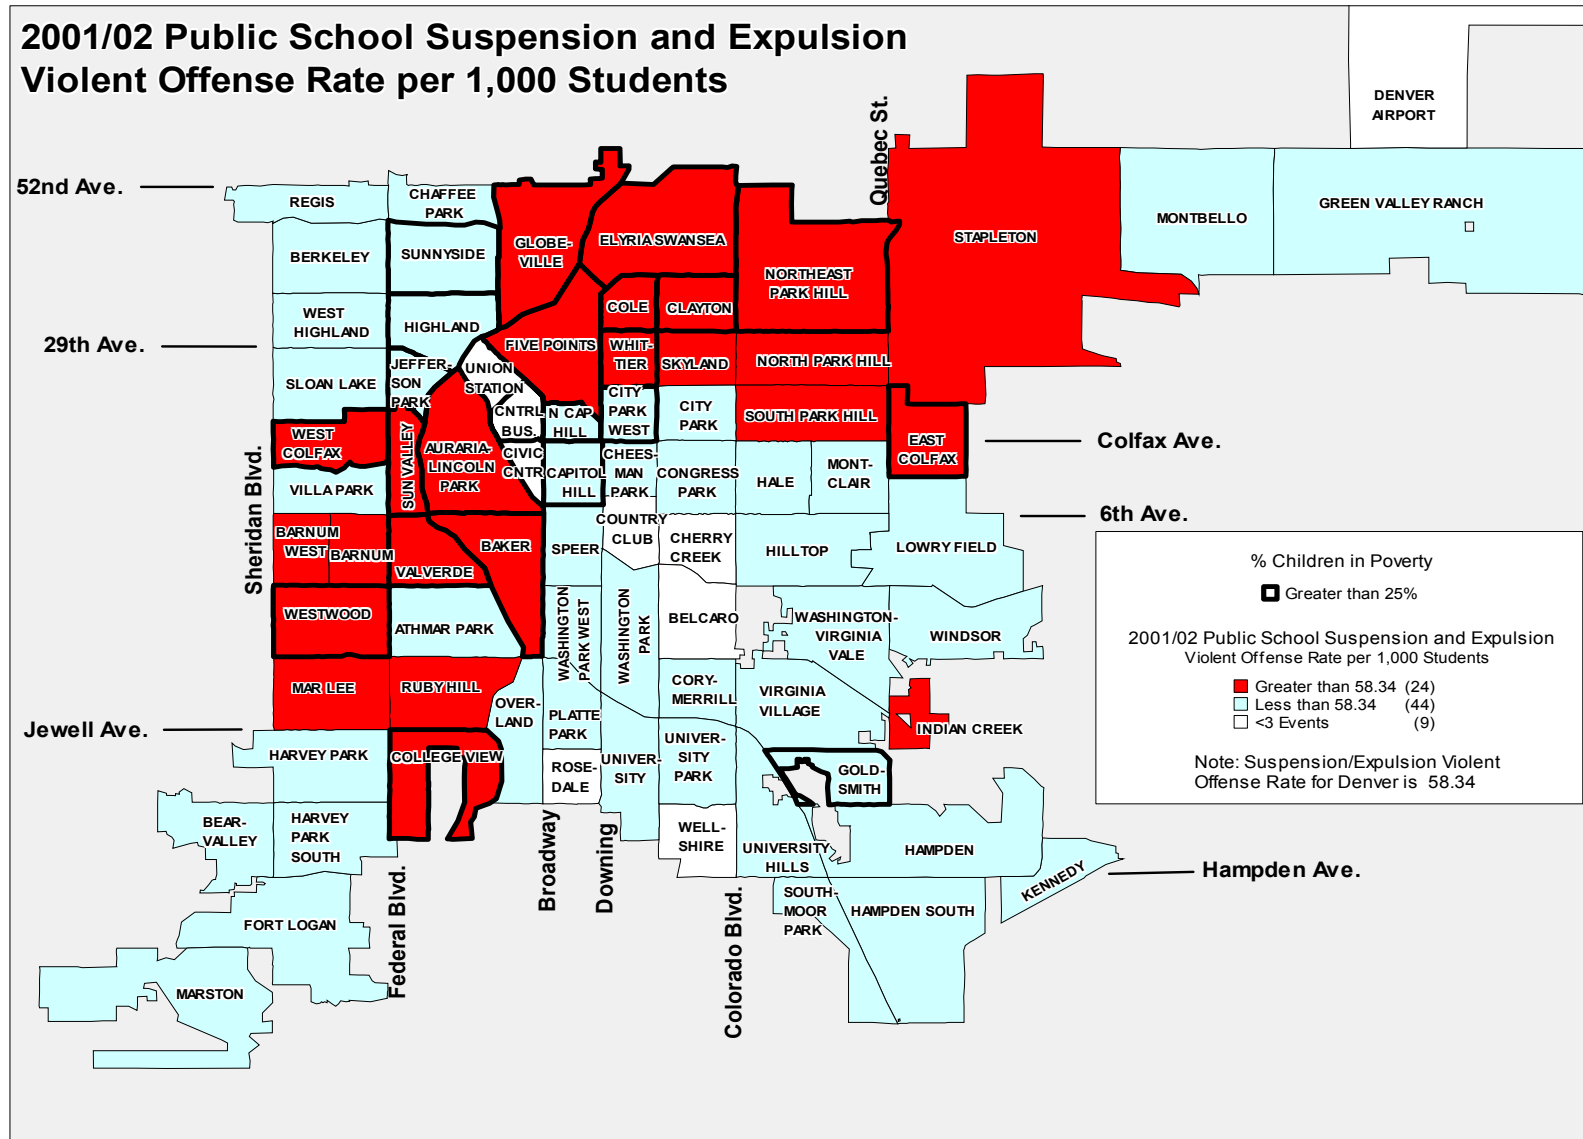 2001/02 Public School Suspension and Expulsion
Violent Offense Rate per 1,000 Students
DENVER
AIRPORT
Quebec St.
52nd Ave.
REGIS
CHAFFEE
PARK
MONTBELLO
GREEN VALLEY RANCH
BERKELEY
SUNNYSIDE
GLOBE-
VILLE
ELYRIA SWANSEA
STAPLETON
NORTHEAST
PARK HILL
WEST
HIGHLAND
HIGHLAND
COLE
CLAYTON
29th Ave.
FIVE POINTS
WHIT-
TIER
SKYLAND
NORTH PARK HILL
SLOAN LAKE
JEFFER-
SON
PARK
UNION
STATION
CNTRL
BUS.
N CAP
HILL
CITY
PARK
WEST
CITY
PARK
SOUTH PARK HILL
EAST
COLFAX
Colfax Ave.
WEST
COLFAX
SUN VALLEY
AURARIA-
LINCOLN
PARK
CIVIC
CNTR
CAPITOL
HILL
CHEES-
MAN
PARK
CONGRESS
PARK
HALE
MONT-
CLAIR
Sheridan Blvd.
VILLA PARK
6th Ave.
BARNUM
WEST
BARNUM
VALVERDE
BAKER
SPEER
COUNTRY
CLUB
CHERRY
CREEK
HILLTOP
LOWRY FIELD
WESTWOOD
ATHMAR PARK
WASHINGTON
PARK WEST
WASHINGTON
PARK
BELCARO
WASHINGTON-
VIRGINIA
VALE
WINDSOR
MAR LEE
RUBY HILL
OVER-
LAND
PLATTE
PARK
CORY-
MERRILL
VIRGINIA
VILLAGE
INDIAN CREEK
Jewell Ave.
HARVEY PARK
COLLEGE VIEW
ROSE-
DALE
UNIVER-
SITY
UNIVER-
SITY
PARK
GOLD-
SMITH
BEAR-
VALLEY
HARVEY
PARK
SOUTH
WELL-
SHIRE
UNIVERSITY
HILLS
HAMPDEN
KENNEDY
Hampden Ave.
Broadway
Downing
Federal Blvd.
Colorado Blvd.
SOUTH-
MOOR
PARK
HAMPDEN SOUTH
FORT LOGAN
MARSTON
% Children in Poverty
Greater than 25%
2001/02 Public School Suspension and Expulsion
Violent Offense Rate per 1,000 Students
Greater than 58.34 (24)
Less than 58.34 (44)
<3 Events (9)
Note: Suspension/Expulsion Violent
Offense Rate for Denver is 58.34